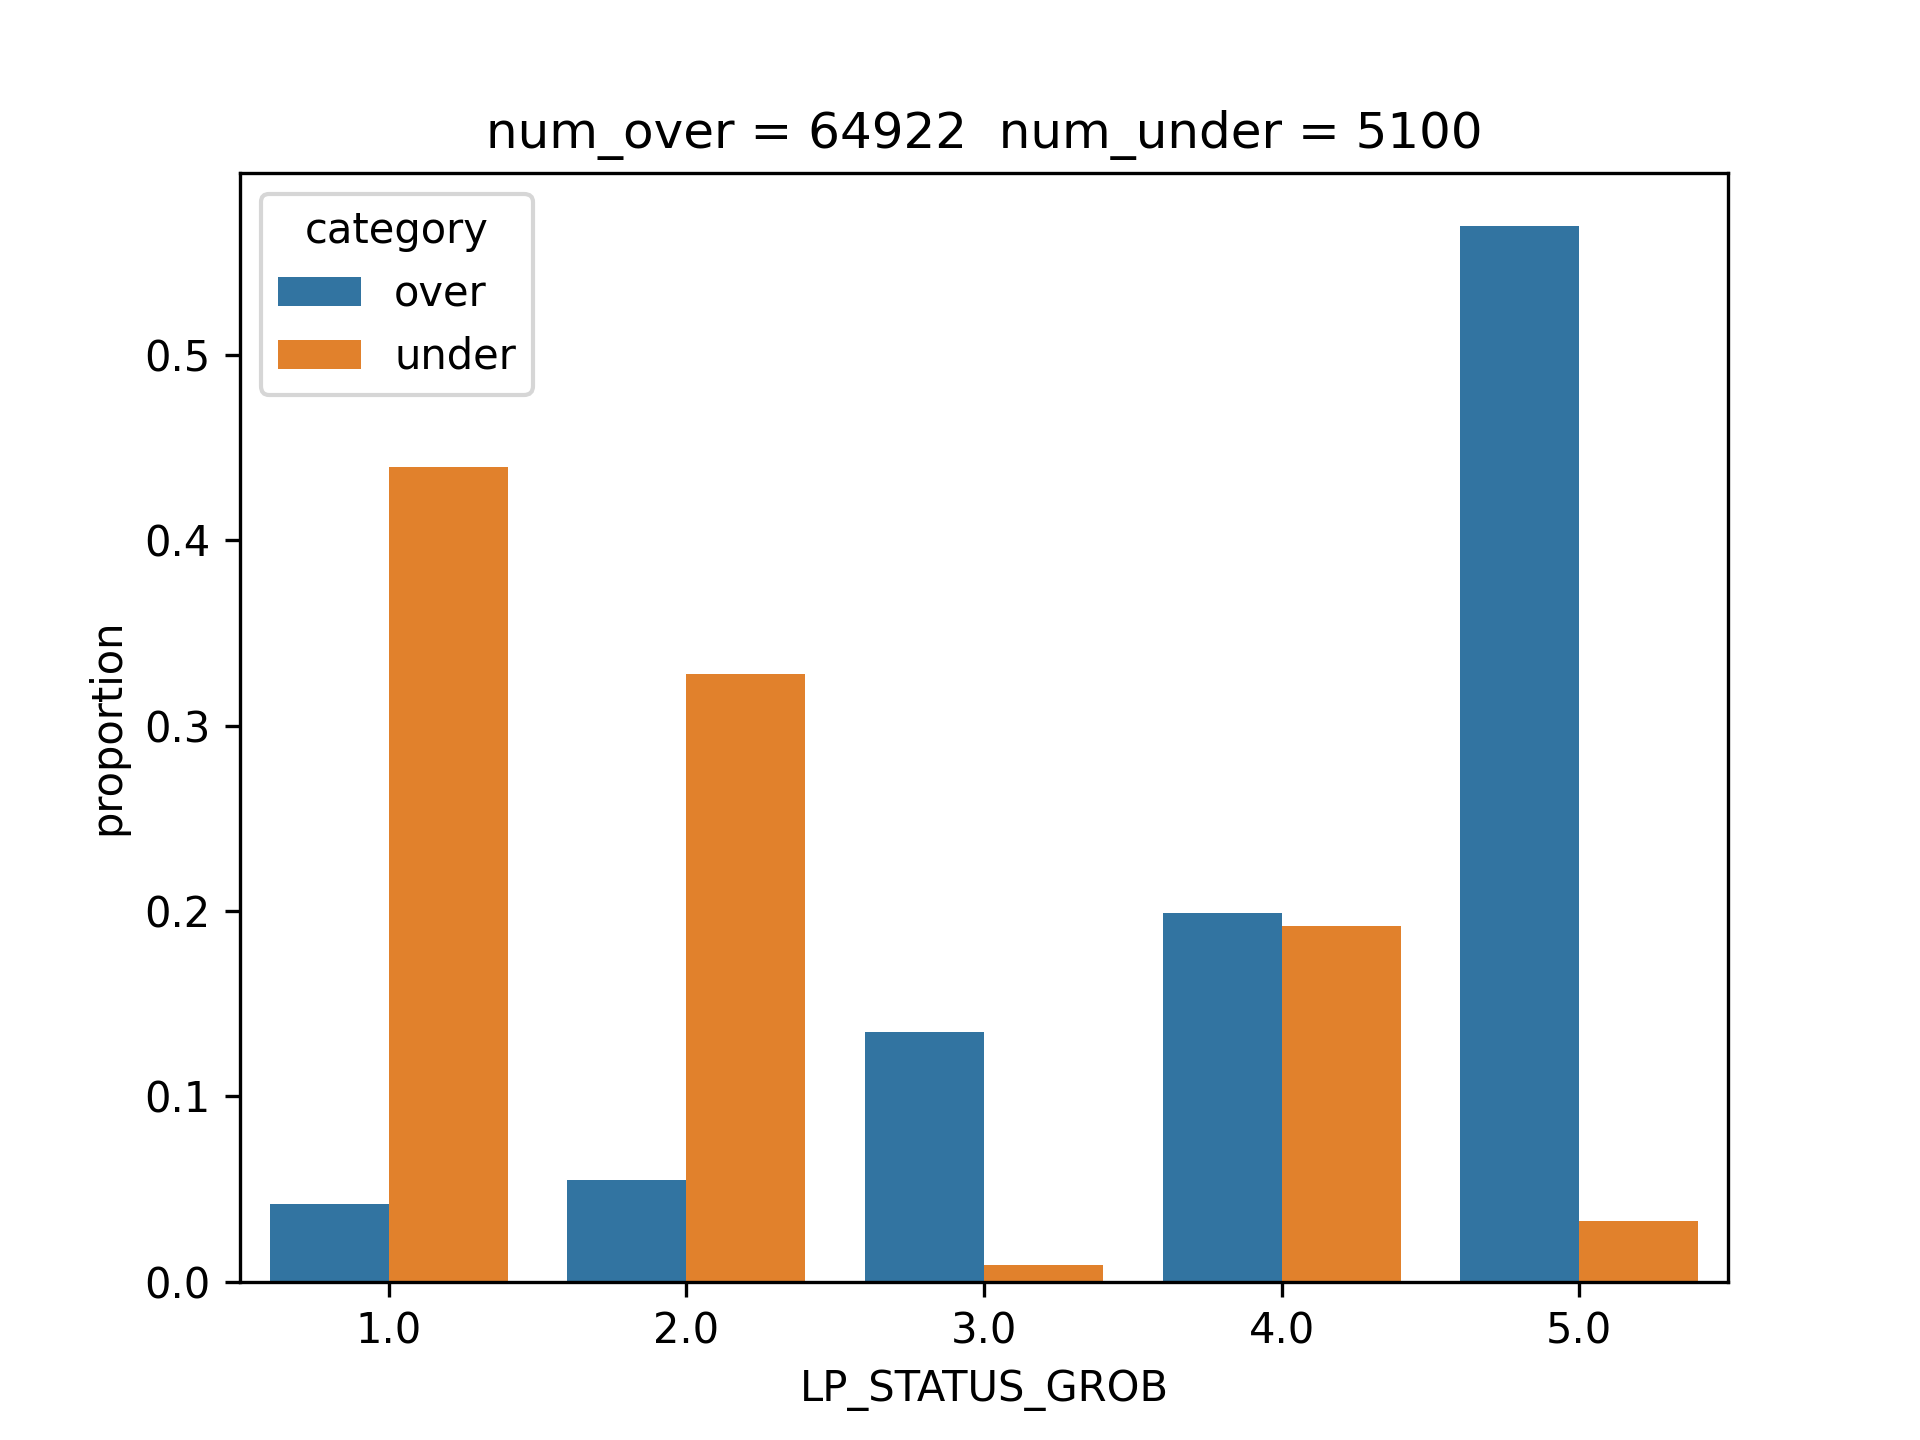 num_over = 64922  num_under = 5100
category
over
under
0.5
0.4
0.3
0.2
0.1
0.0
proportion
1.0 2.0 3.0 4.0 5.0
LP_STATUS_GROB